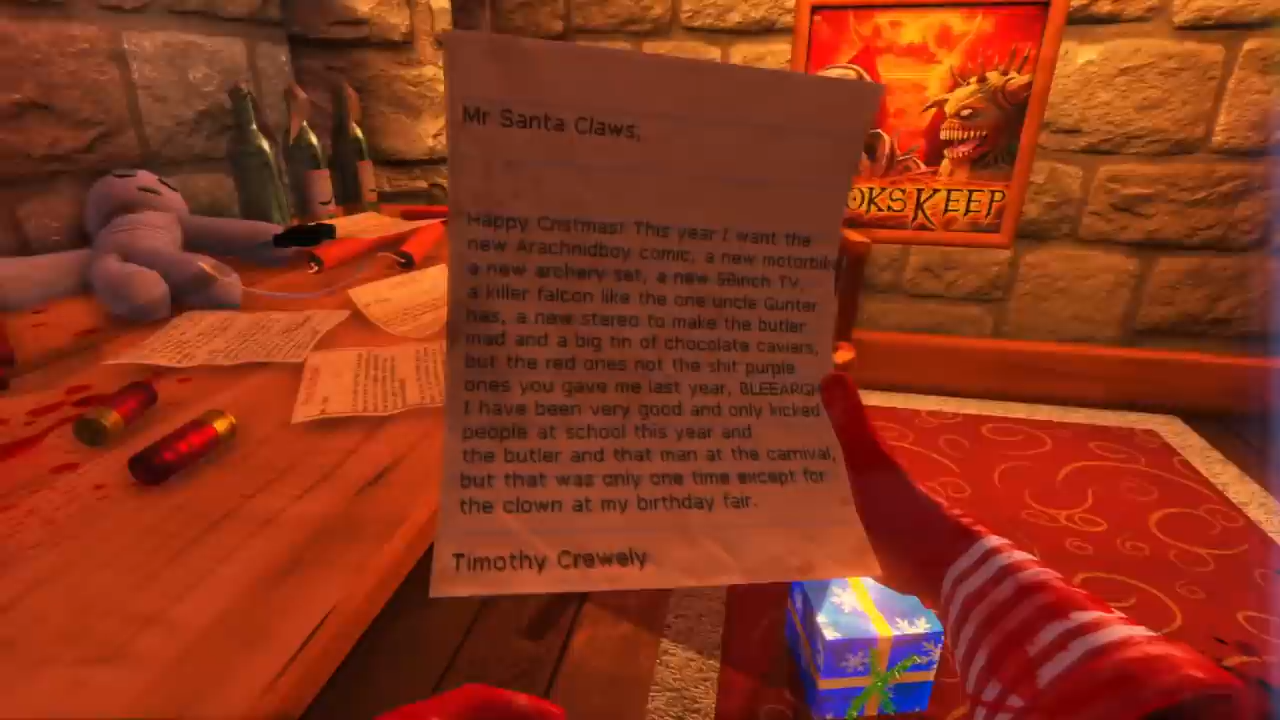 Mr Santa Claws,
Happy Cristmas! This year I want the
new Arachnidboy comic, a new motorbike
a new archery set, a new 58inch TV,
a killer falcon like the one uncle Gunter
has, a new stereo to make the butler
mad and a big tin of chocolate caviers,
but the red ones not the shit purple
ones you gave me last year, BLEEARGH
I have been very good and only kicked
people at school this year and
the butler and that man at the carnival,
but that was only one time except for
the clown at my birthday fair.
Timothy Crewely
OKSKEEP